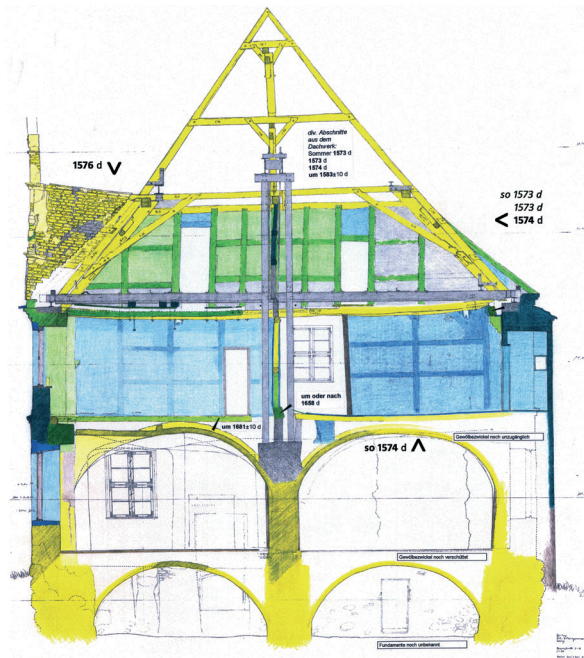 div. Abschnitte
aus dem
Dachwerk:
Sommer 1573 d
1573 d
1574 d
um 1583±10 d
1576 d
so 1573 d
1573 d
1574 d
um oder nach
1658 d
um 1681±10 d
so 1574 d
Gewölbezwickel noch unzugänglich
Gewölbezwickel noch verschüttet
Fundamente noch unbekannt